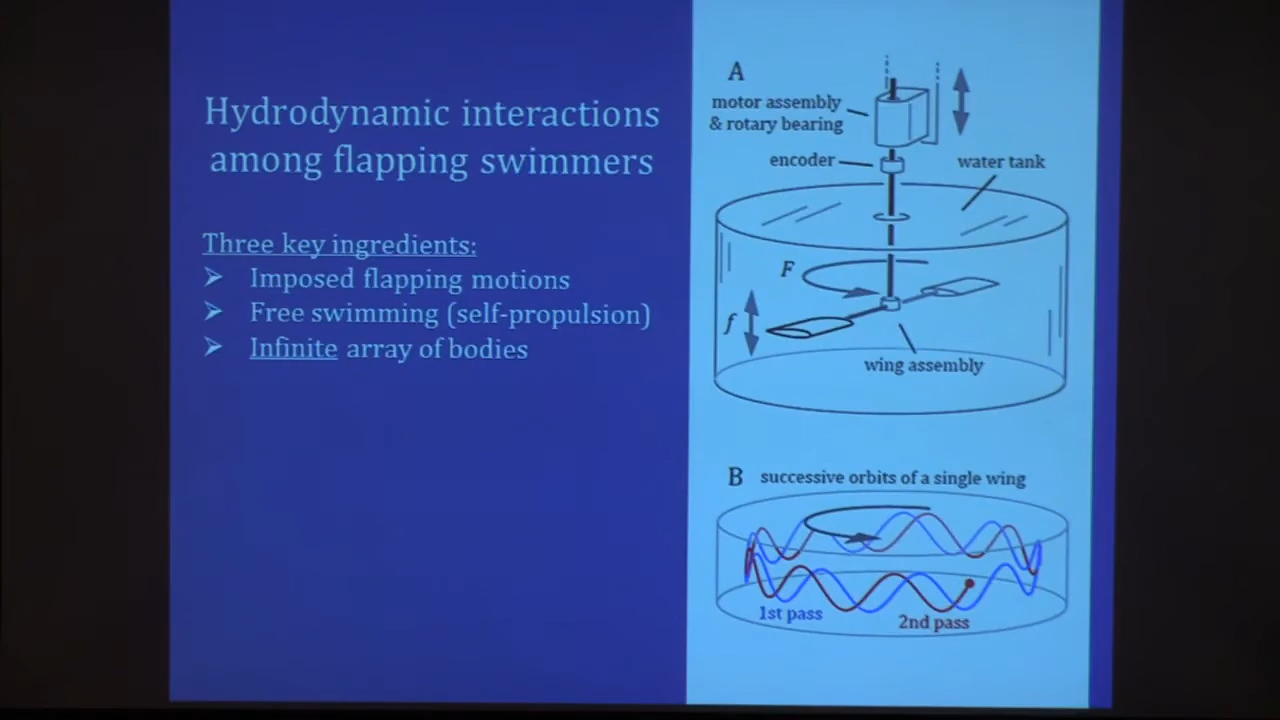 Hydrodynamic interactions
among flapping swimmers
Three key ingredients:
➢ Imposed flapping motions
➢ Free swimming (self-propulsion)
➢ Infinite array of bodies
A
motor assembly
& rotary bearing
encoder
water tank
F
f
wing assembly
B successive orbits of a single wing
1st pass
2nd pass